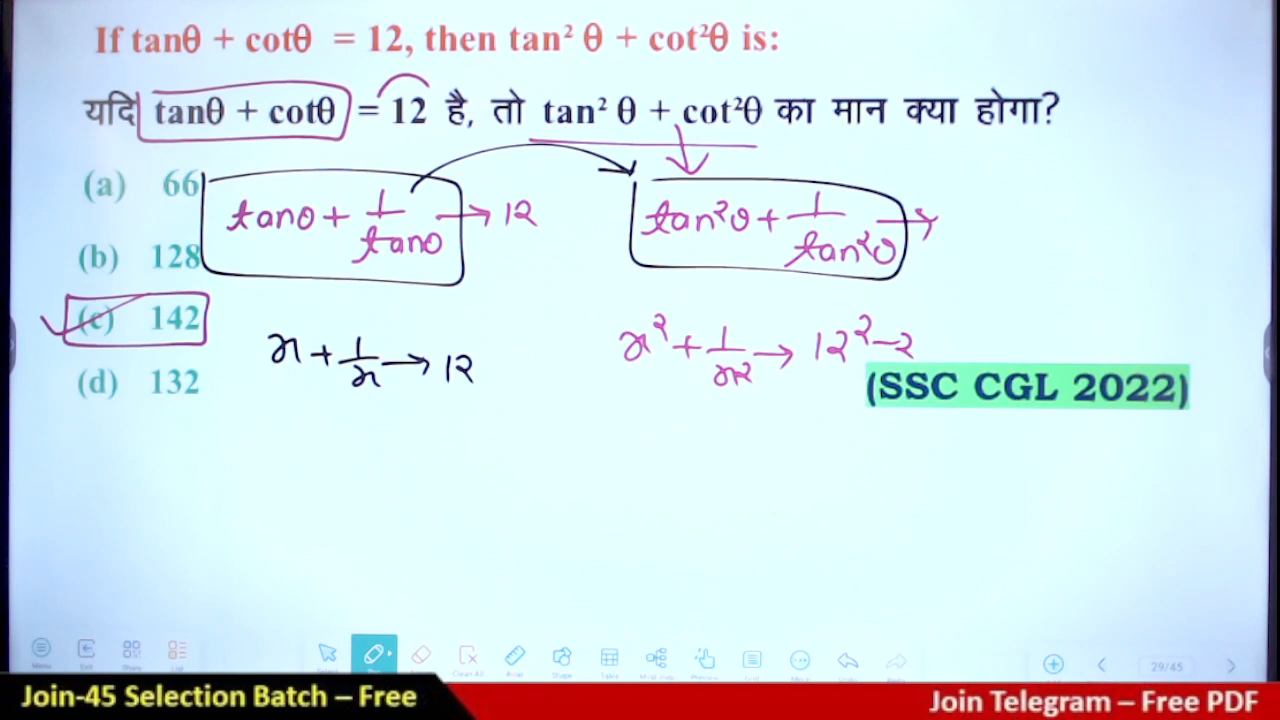 If tanθ + cotθ = 12, then tan² θ + cot²θ is:
यदि tanθ + cotθ = 12 है, तो tan² θ + cot²θ का मान क्या होगा?
(a) 66
tanθ + 1/tanθ → 12
tan²θ + 1/tan²θ →
(b) 128
(c) 142
x + 1/x → 12
x² + 1/x² → 12² – 2
(d) 132
(SSC CGL 2022)
29/45
Join-45 Selection Batch – Free
Join Telegram – Free PDF